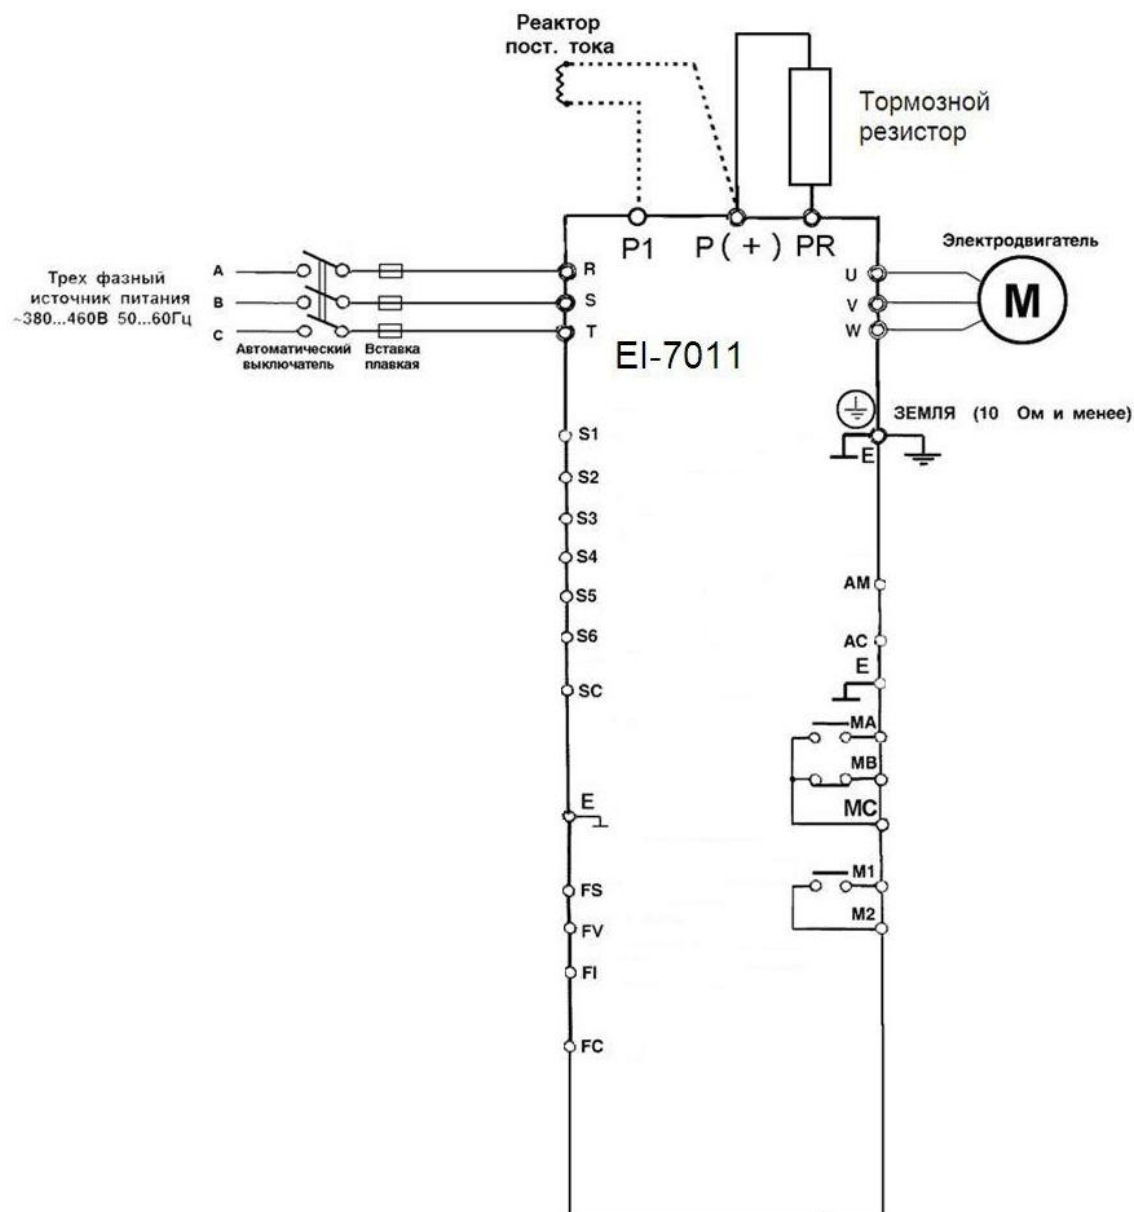 Реактор
пост. тока
Тормозной
резистор
P1
P(+)
PR
Трех фазный
источник питания
~380...460В 50...60Гц
A
B
C
Автоматический
выключатель
Вставка
плавкая
R
S
T
EI-7011
U
V
W
Электродвигатель
M
ЗЕМЛЯ (10 Ом и менее)
E
S1
S2
S3
S4
S5
S6
SC
E
FS
FV
FI
FC
AM
AC
E
MA
MB
MC
M1
M2